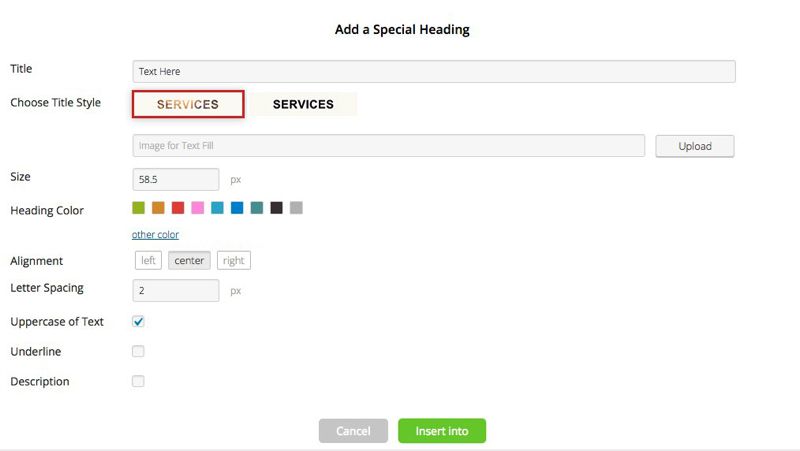 Add a Special Heading
Title
Text Here
Choose Title Style
SERVICES SERVICES
Image for Text Fill Upload
Size
58.5 px
Heading Color
other color
Alignment
left center right
Letter Spacing
2 px
Uppercase of Text
Underline
Description
Cancel Insert into